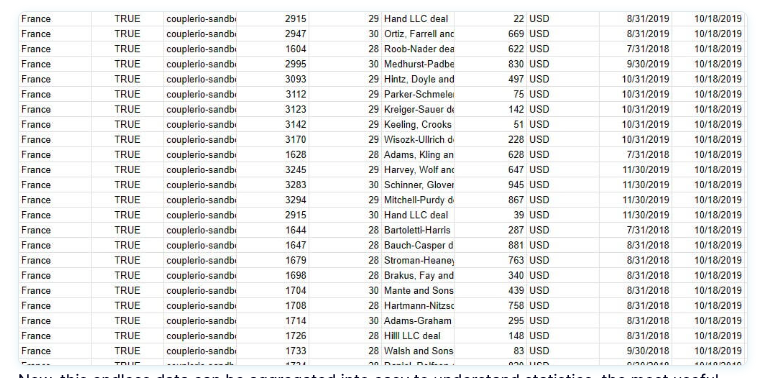 France TRUE couplerio-sandb 2915 29 Hand LLC deal 22 USD 8/31/2019 10/18/2019
France TRUE couplerio-sandb 2947 30 Ortiz, Farrell and 669 USD 8/31/2019 10/18/2019
France TRUE couplerio-sandb 1604 28 Roob-Nader dea 622 USD 7/31/2018 10/18/2019
France TRUE couplerio-sandb 2995 30 Medhurst-Padbe 830 USD 9/30/2019 10/18/2019
France TRUE couplerio-sandb 3093 29 Hintz, Doyle and 497 USD 10/31/2019 10/18/2019
France TRUE couplerio-sandb 3112 29 Parker-Schmeler 75 USD 10/31/2019 10/18/2019
France TRUE couplerio-sandb 3123 29 Kreiger-Sauer de 142 USD 10/31/2019 10/18/2019
France TRUE couplerio-sandb 3142 29 Keeling, Crooks 51 USD 10/31/2019 10/18/2019
France TRUE couplerio-sandb 3170 29 Wisozk-Ullrich d 228 USD 10/31/2019 10/18/2019
France TRUE couplerio-sandb 1628 28 Adams, Kling an 628 USD 7/31/2018 10/18/2019
France TRUE couplerio-sandb 3245 29 Harvey, Wolf and 647 USD 11/30/2019 10/18/2019
France TRUE couplerio-sandb 3283 30 Schinner, Glover 945 USD 11/30/2019 10/18/2019
France TRUE couplerio-sandb 3294 29 Mitchell-Purdy d 867 USD 11/30/2019 10/18/2019
France TRUE couplerio-sandb 2915 30 Hand LLC deal 39 USD 11/30/2019 10/18/2019
France TRUE couplerio-sandb 1644 28 Bartoletti-Harris 287 USD 7/31/2018 10/18/2019
France TRUE couplerio-sandb 1647 28 Bauch-Casper d 881 USD 8/31/2018 10/18/2019
France TRUE couplerio-sandb 1679 28 Stroman-Heaney 763 USD 8/31/2018 10/18/2019
France TRUE couplerio-sandb 1698 28 Brakus, Fay and 340 USD 8/31/2018 10/18/2019
France TRUE couplerio-sandb 1704 30 Mante and Sons 439 USD 8/31/2018 10/18/2019
France TRUE couplerio-sandb 1708 28 Hartmann-Nitzsc 758 USD 8/31/2018 10/18/2019
France TRUE couplerio-sandb 1714 30 Adams-Graham 295 USD 8/31/2018 10/18/2019
France TRUE couplerio-sandb 1726 28 Hilll LLC deal 148 USD 8/31/2018 10/18/2019
France TRUE couplerio-sandb 1733 28 Walsh and Sons 83 USD 9/30/2018 10/18/2019
Now, this endless data can be aggregated into easy to understand statistics, the most useful